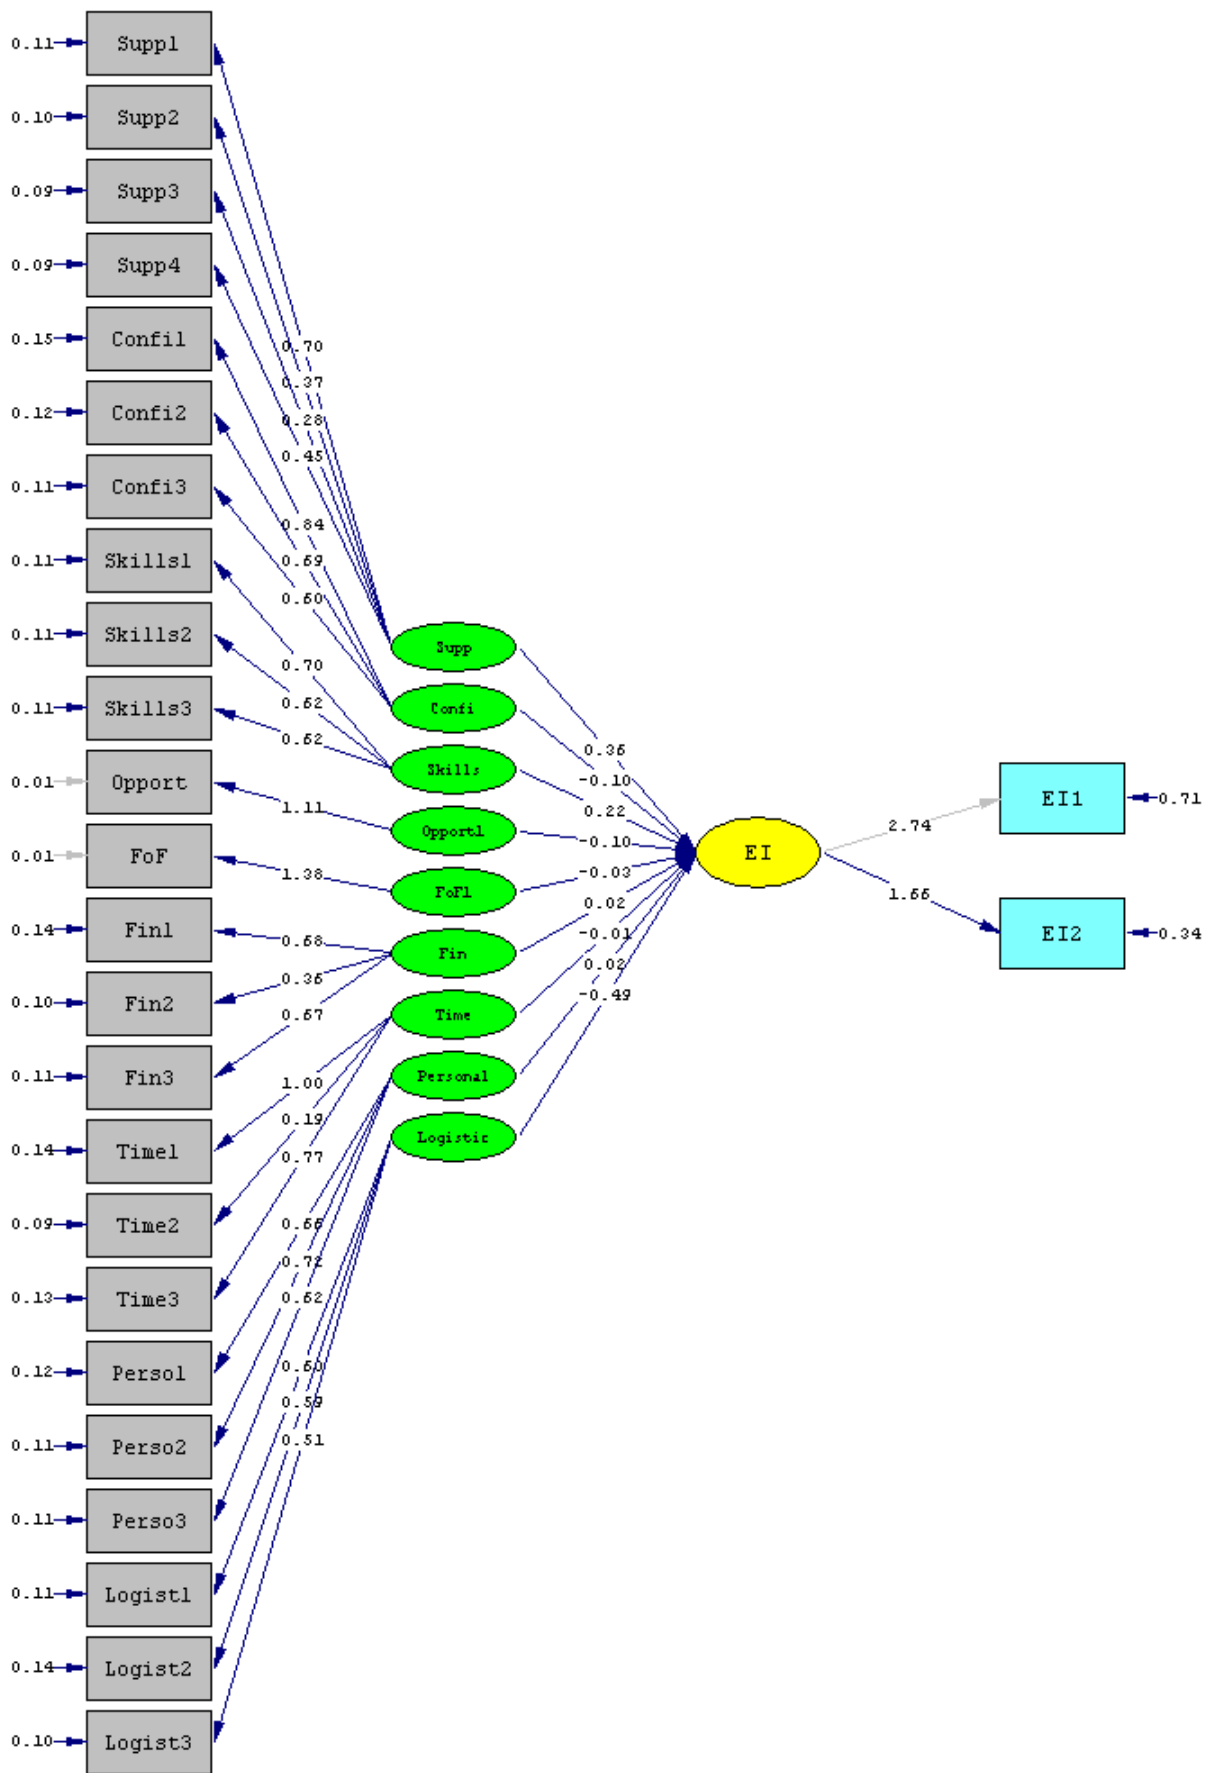 0.11 Supp1
0.10 Supp2
0.09 Supp3
0.09 Supp4
0.15 Confi1
0.12 Confi2
0.11 Confi3
0.11 Skills1
0.11 Skills2
0.11 Skills3
0.01 Opport
0.01 FoF
0.14 Fin1
0.10 Fin2
0.11 Fin3
0.14 Time1
0.09 Time2
0.13 Time3
0.12 Perso1
0.11 Perso2
0.11 Perso3
0.11 Logist1
0.14 Logist2
0.10 Logist3
0.70
0.37
0.28
0.45
0.84
0.69
0.60
0.70
0.62
0.62
1.11
1.38
0.68
0.36
0.67
1.00
0.19
0.77
0.66
0.72
0.62
0.60
0.59
0.51
Supp
Confi
Skills
Opport1
FoF1
Fin
Time
Personal
Logistic
0.36
-0.10
0.22
-0.10
-0.03
0.02
-0.01
0.02
-0.49
EI
2.74
1.66
EI1 0.71
EI2 0.34